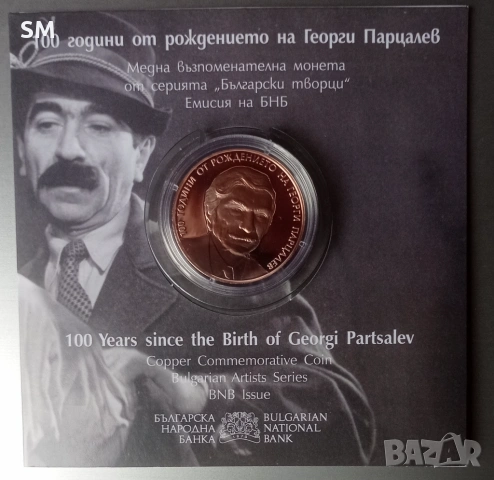 SM
100 години от рождението на Георги Парцалев
Медна възпоменателна монета
от серията „Български творци“
Емисия на БНБ
100 ГОДИНИ ОТ РОЖДЕНИЕТО НА ГЕОРГИ ПАРЦАЛЕВ
100 Years since the Birth of Georgi Partsalev
Copper Commemorative Coin
Bulgarian Artists Series
BNB Issue
БЪЛГАРСКА
НАРОДНА
БАНКА
BULGARIAN
NATIONAL
BANK
BAZAR